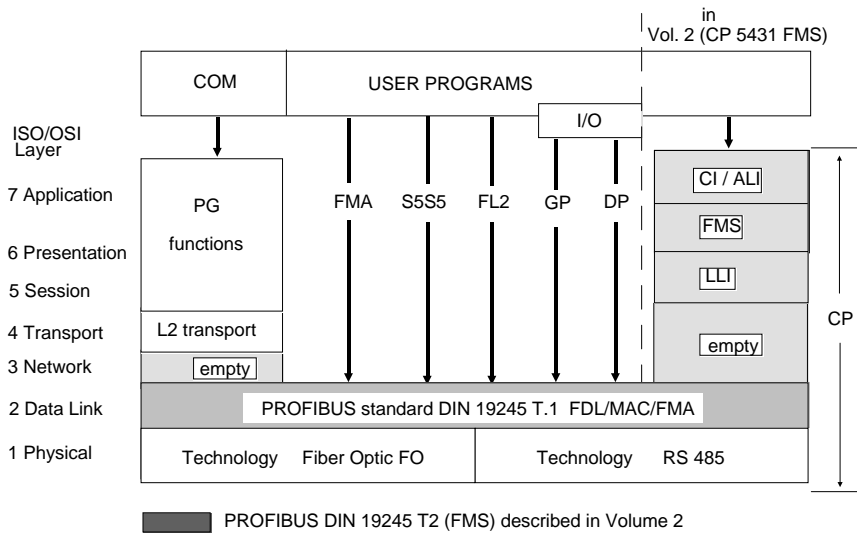 in
Vol. 2 (CP 5431 FMS)
COM
USER PROGRAMS
I/O
ISO/OSI
Layer
7 Application
6 Presentation
5 Session
4 Transport
3 Network
2 Data Link
1 Physical
PG
functions
L2 transport
empty
FMA
S5S5
FL2
GP
DP
CI / ALI
FMS
LLI
empty
CP
PROFIBUS standard DIN 19245 T.1 FDL/MAC/FMA
Technology Fiber Optic FO
Technology RS 485
PROFIBUS DIN 19245 T2 (FMS) described in Volume 2